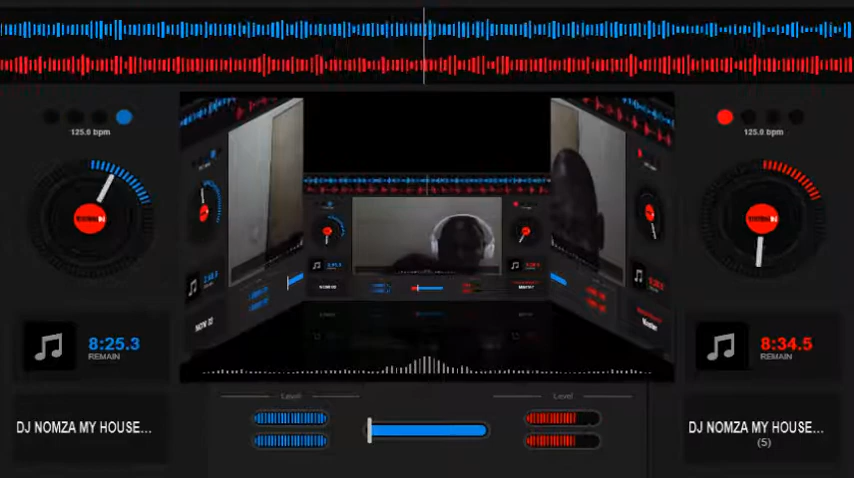 125.0 bpm
125.0 bpm
8:25.3
REMAIN
8:34.5
REMAIN
Level
Level
DJ NOMZA MY HOUSE...
DJ NOMZA MY HOUSE...
(5)